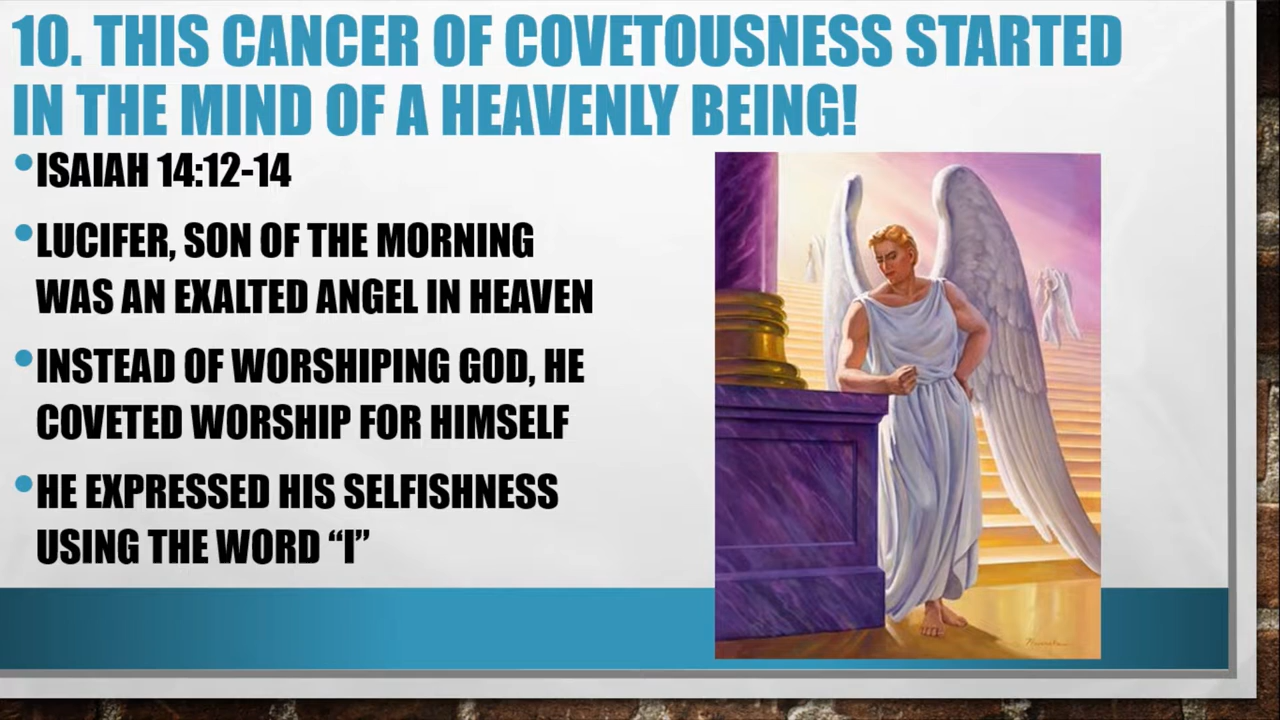 10. THIS CANCER OF COVETOUSNESS STARTED
IN THE MIND OF A HEAVENLY BEING!
•ISAIAH 14:12-14
•LUCIFER, SON OF THE MORNING
WAS AN EXALTED ANGEL IN HEAVEN
•INSTEAD OF WORSHIPING GOD, HE
COVETED WORSHIP FOR HIMSELF
•HE EXPRESSED HIS SELFISHNESS
USING THE WORD “I”